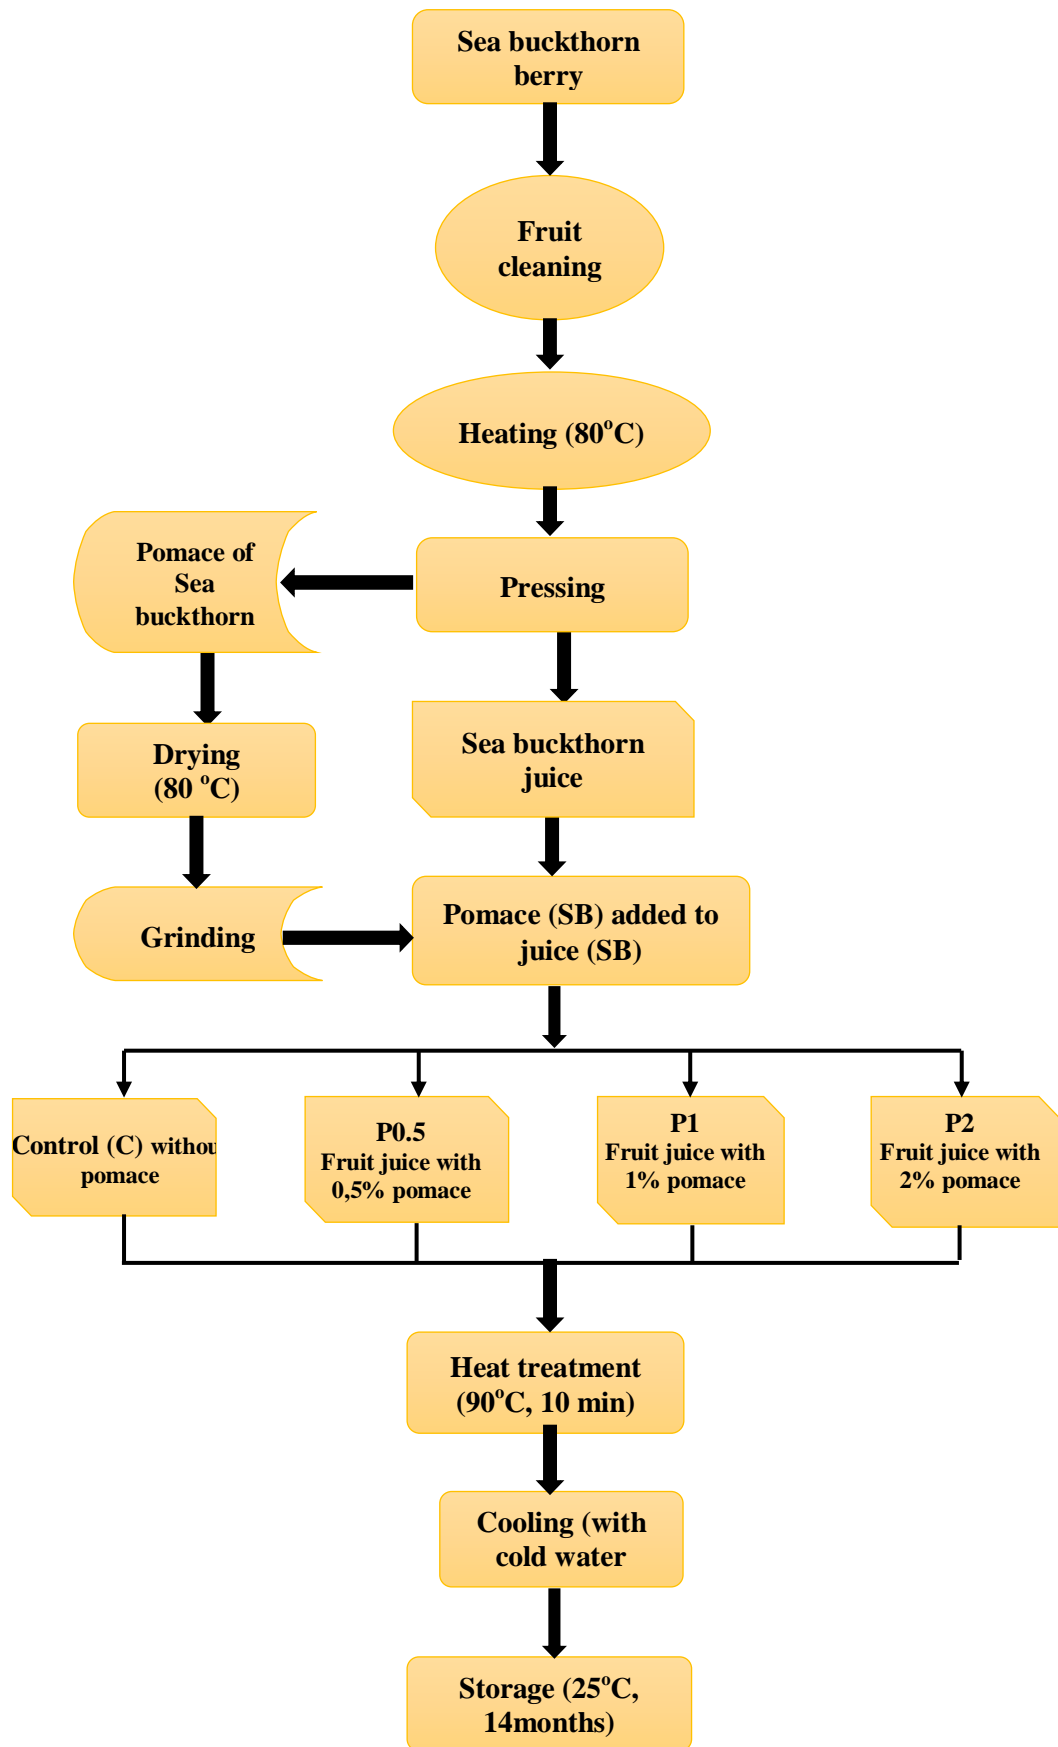 Sea buckthorn
berry
Fruit
cleaning
Heating (80°C)
Pomace of
Sea
buckthorn
Pressing
Drying
(80 °C)
Sea buckthorn
juice
Grinding
Pomace (SB) added to
juice (SB)
Control (C) withou
pomace
P0.5
Fruit juice with
0,5% pomace
P1
Fruit juice with
1% pomace
P2
Fruit juice with
2% pomace
Heat treatment
(90°C, 10 min)
Cooling (with
cold water
Storage (25°C,
14months)